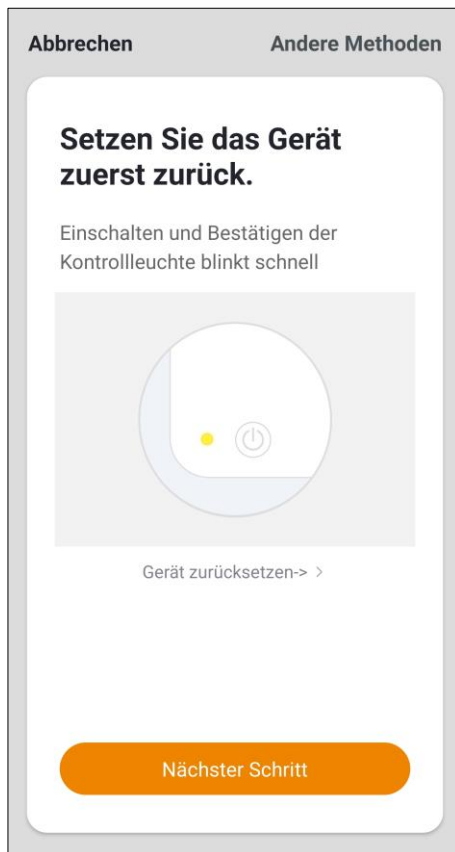 Abbrechen Andere Methoden
Setzen Sie das Gerät
zuerst zurück.
Einschalten und Bestätigen der
Kontrollleuchte blinkt schnell
Gerät zurücksetzen-> >
Nächster Schritt